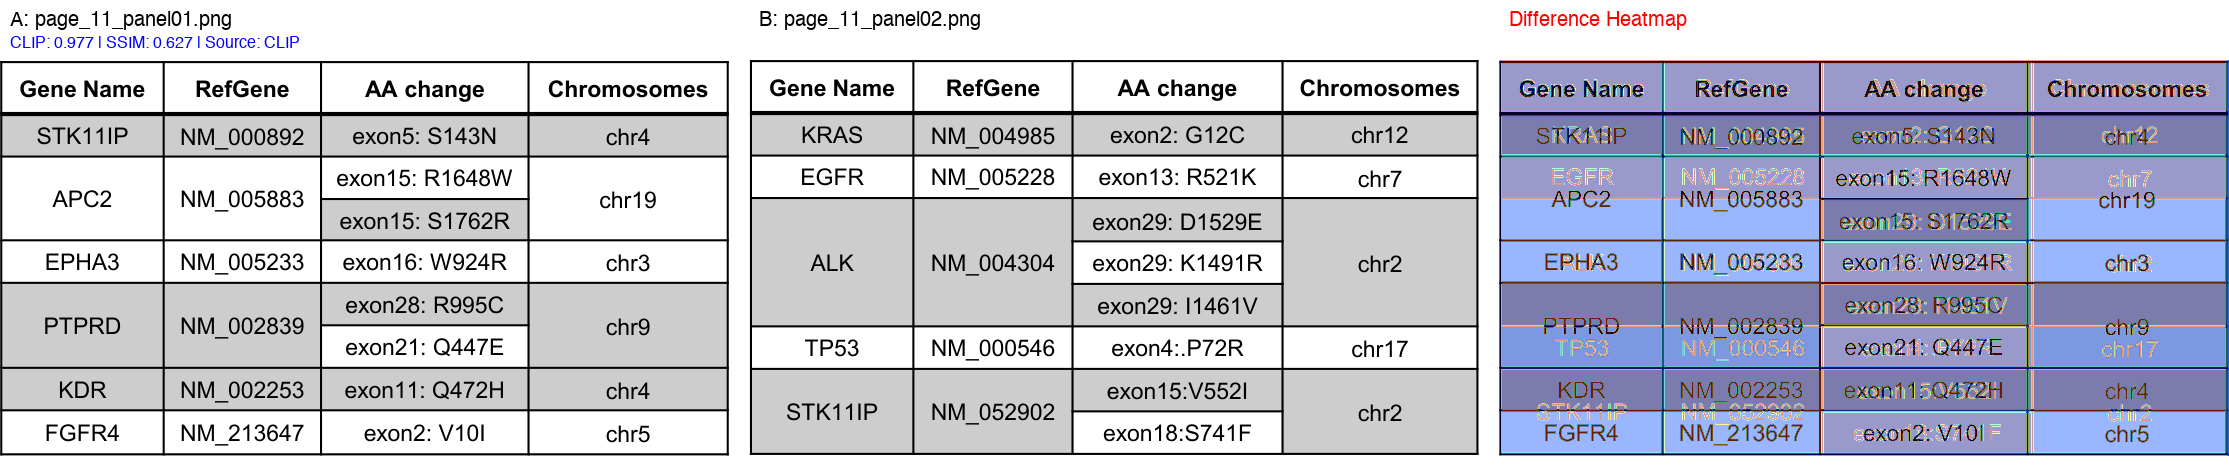 A: page_11_panel01.png
CLIP: 0.977 | SSIM: 0.627 | Source: CLIP
Gene Name RefGene AA change Chromosomes
STK11IP NM_000892 exon5: S143N chr4
APC2 NM_005883 exon15: R1648W chr19
exon15: S1762R
EPHA3 NM_005233 exon16: W924R chr3
PTPRD NM_002839 exon28: R995C chr9
exon21: Q447E
KDR NM_002253 exon11: Q472H chr4
FGFR4 NM_213647 exon2: V10I chr5
B: page_11_panel02.png
Gene Name RefGene AA change Chromosomes
KRAS NM_004985 exon2: G12C chr12
EGFR NM_005228 exon13: R521K chr7
ALK NM_004304 exon29: D1529E chr2
exon29: K1491R
exon29: I1461V
TP53 NM_000546 exon4:.P72R chr17
STK11IP NM_052902 exon15:V552I chr2
exon18:S741F
Difference Heatmap
Gene Name RefGene AA change Chromosomes
STK11IP NM_000892 exon5: S143N chr4
EGFR NM_005228 exon15: R1648W chr7
APC2 NM_005883 chr19
exon15: S1762R
EPHA3 NM_005233 exon16: W924R chr3
exon28: R995C
PTPRD NM_002839 chr9
TP53 NM_000546 exon21: Q447E chr17
KDR NM_002253 exon11: Q472H chr4
STK11IP NM_052902 chr2
FGFR4 NM_213647 exon2: V10I chr5